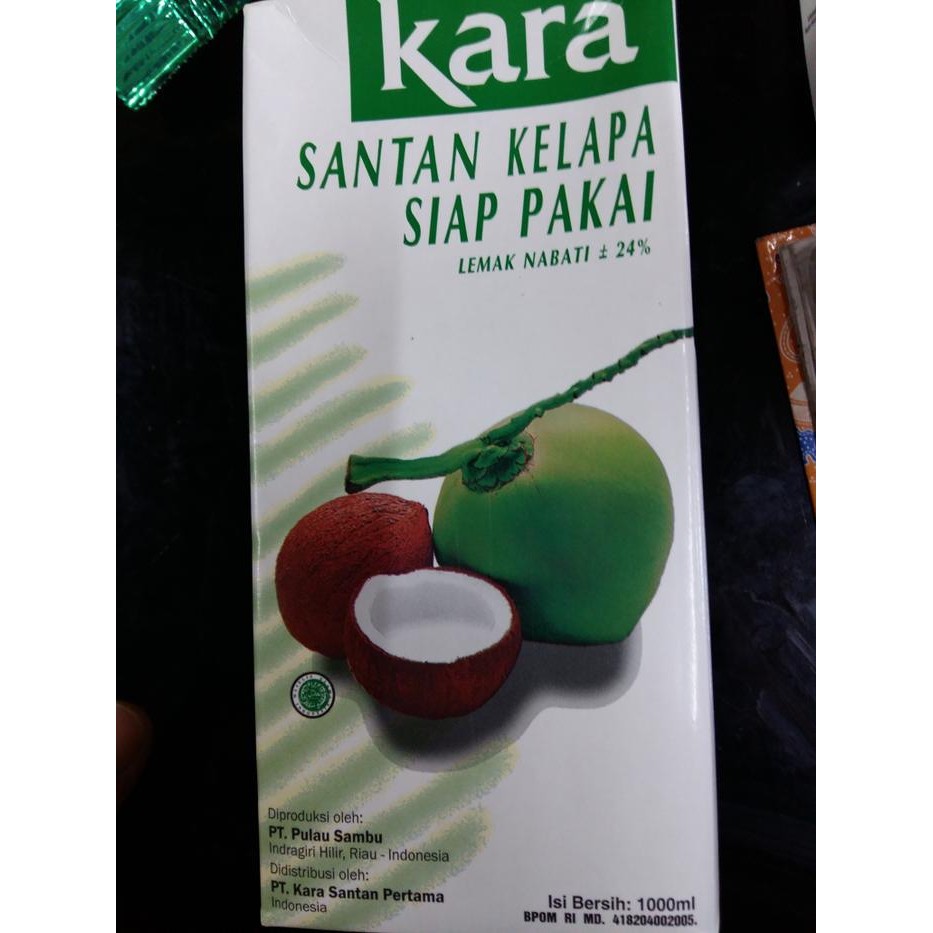 kara
SANTAN KELAPA
SIAP PAKAI
LEMAK NABATI ± 24%
Diproduksi oleh:
PT. Pulau Sambu
Indragiri Hilir, Riau - Indonesia
Didistribusi oleh:
PT. Kara Santan Pertama
Indonesia
Isi Bersih: 1000ml
BPOM RI MD. 418204002005.